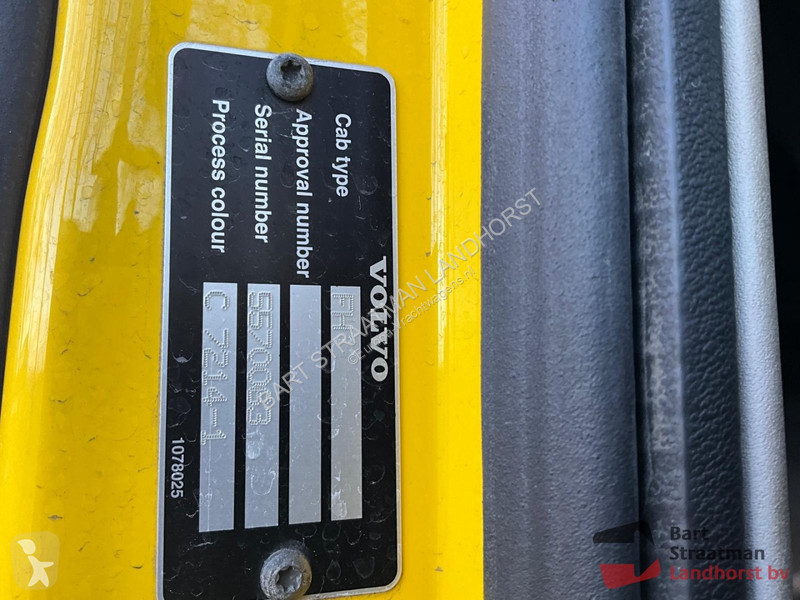 VOLVO
Cab type FH
Approval number
Serial number 5570083
Process colour C 7214-1
1078025
BART STRAATMAN LANDHORST
Bart
Straatman
Landhorst bv